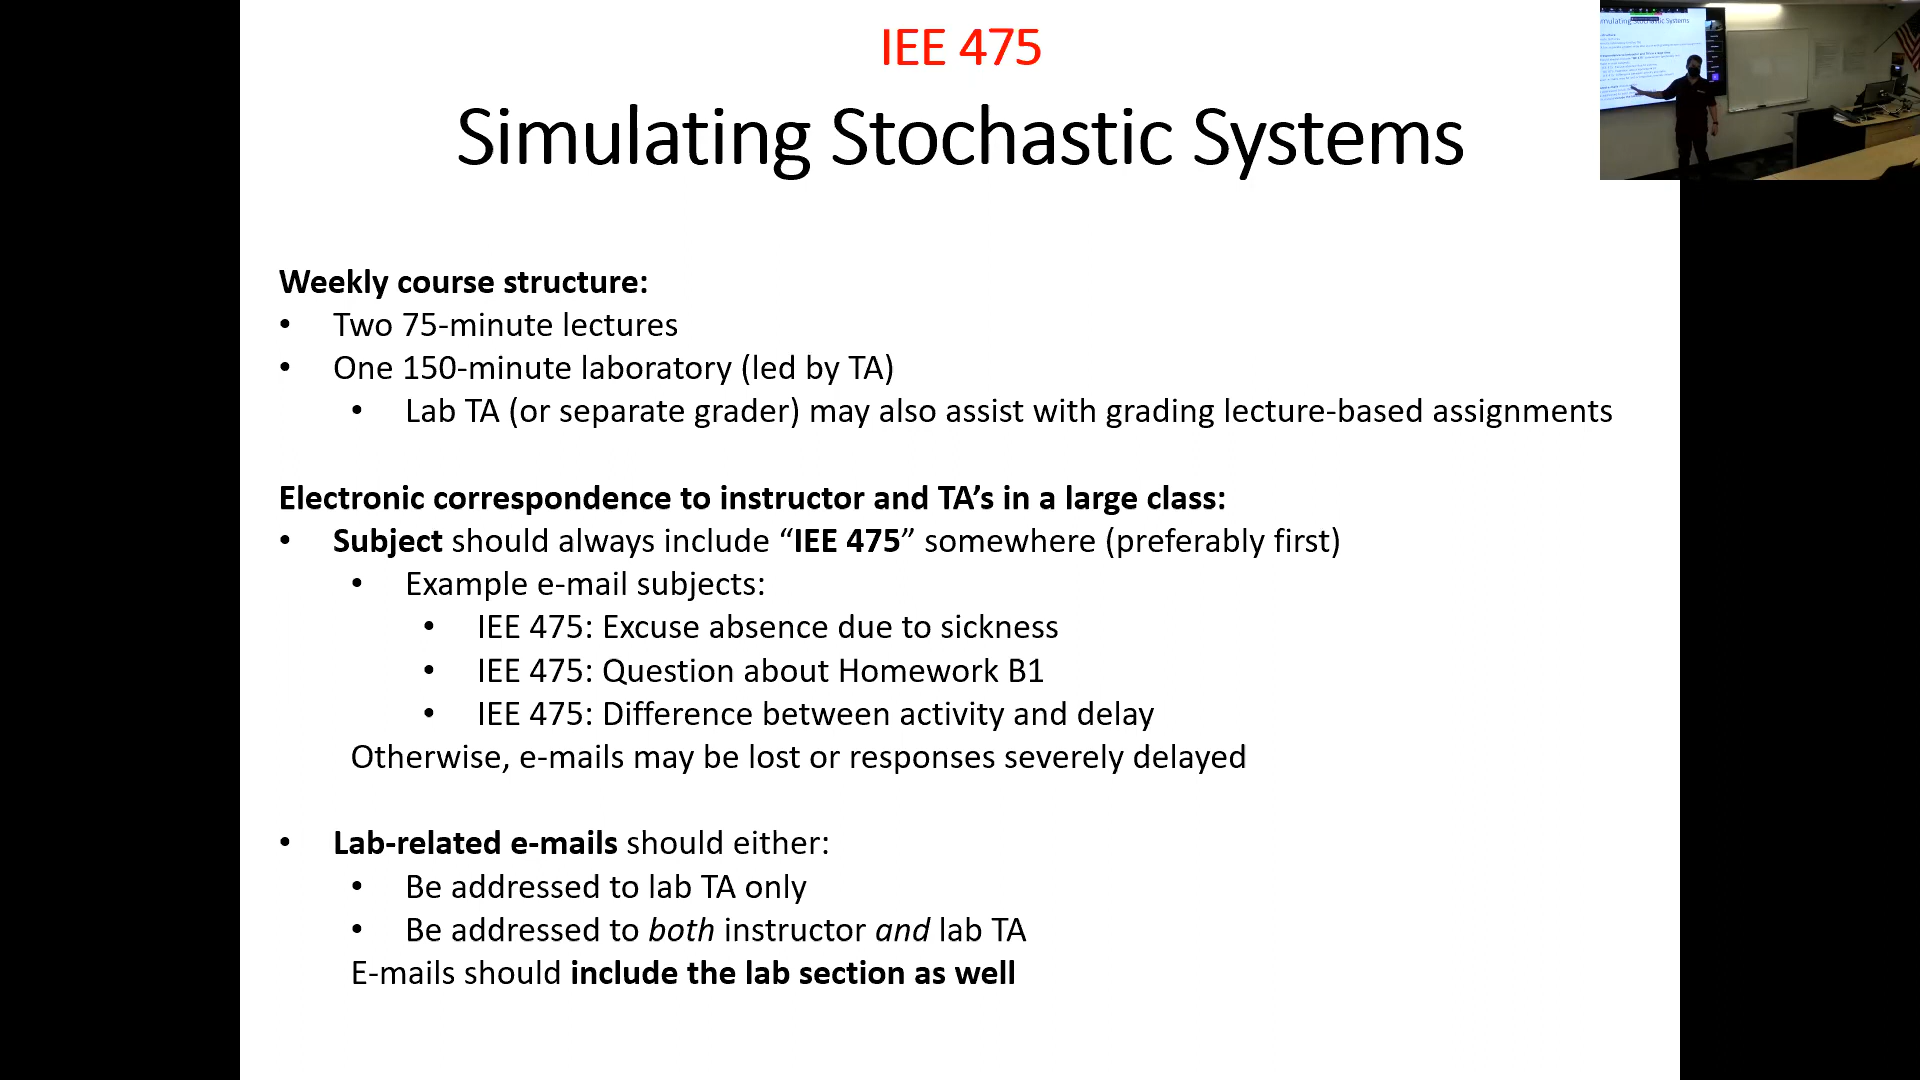 IEE 475
Simulating Stochastic Systems
Weekly course structure:
• Two 75-minute lectures
• One 150-minute laboratory (led by TA)
• Lab TA (or separate grader) may also assist with grading lecture-based assignments
Electronic correspondence to instructor and TA’s in a large class:
• Subject should always include “IEE 475” somewhere (preferably first)
• Example e-mail subjects:
• IEE 475: Excuse absence due to sickness
• IEE 475: Question about Homework B1
• IEE 475: Difference between activity and delay
Otherwise, e-mails may be lost or responses severely delayed
• Lab-related e-mails should either:
• Be addressed to lab TA only
• Be addressed to both instructor and lab TA
E-mails should include the lab section as well